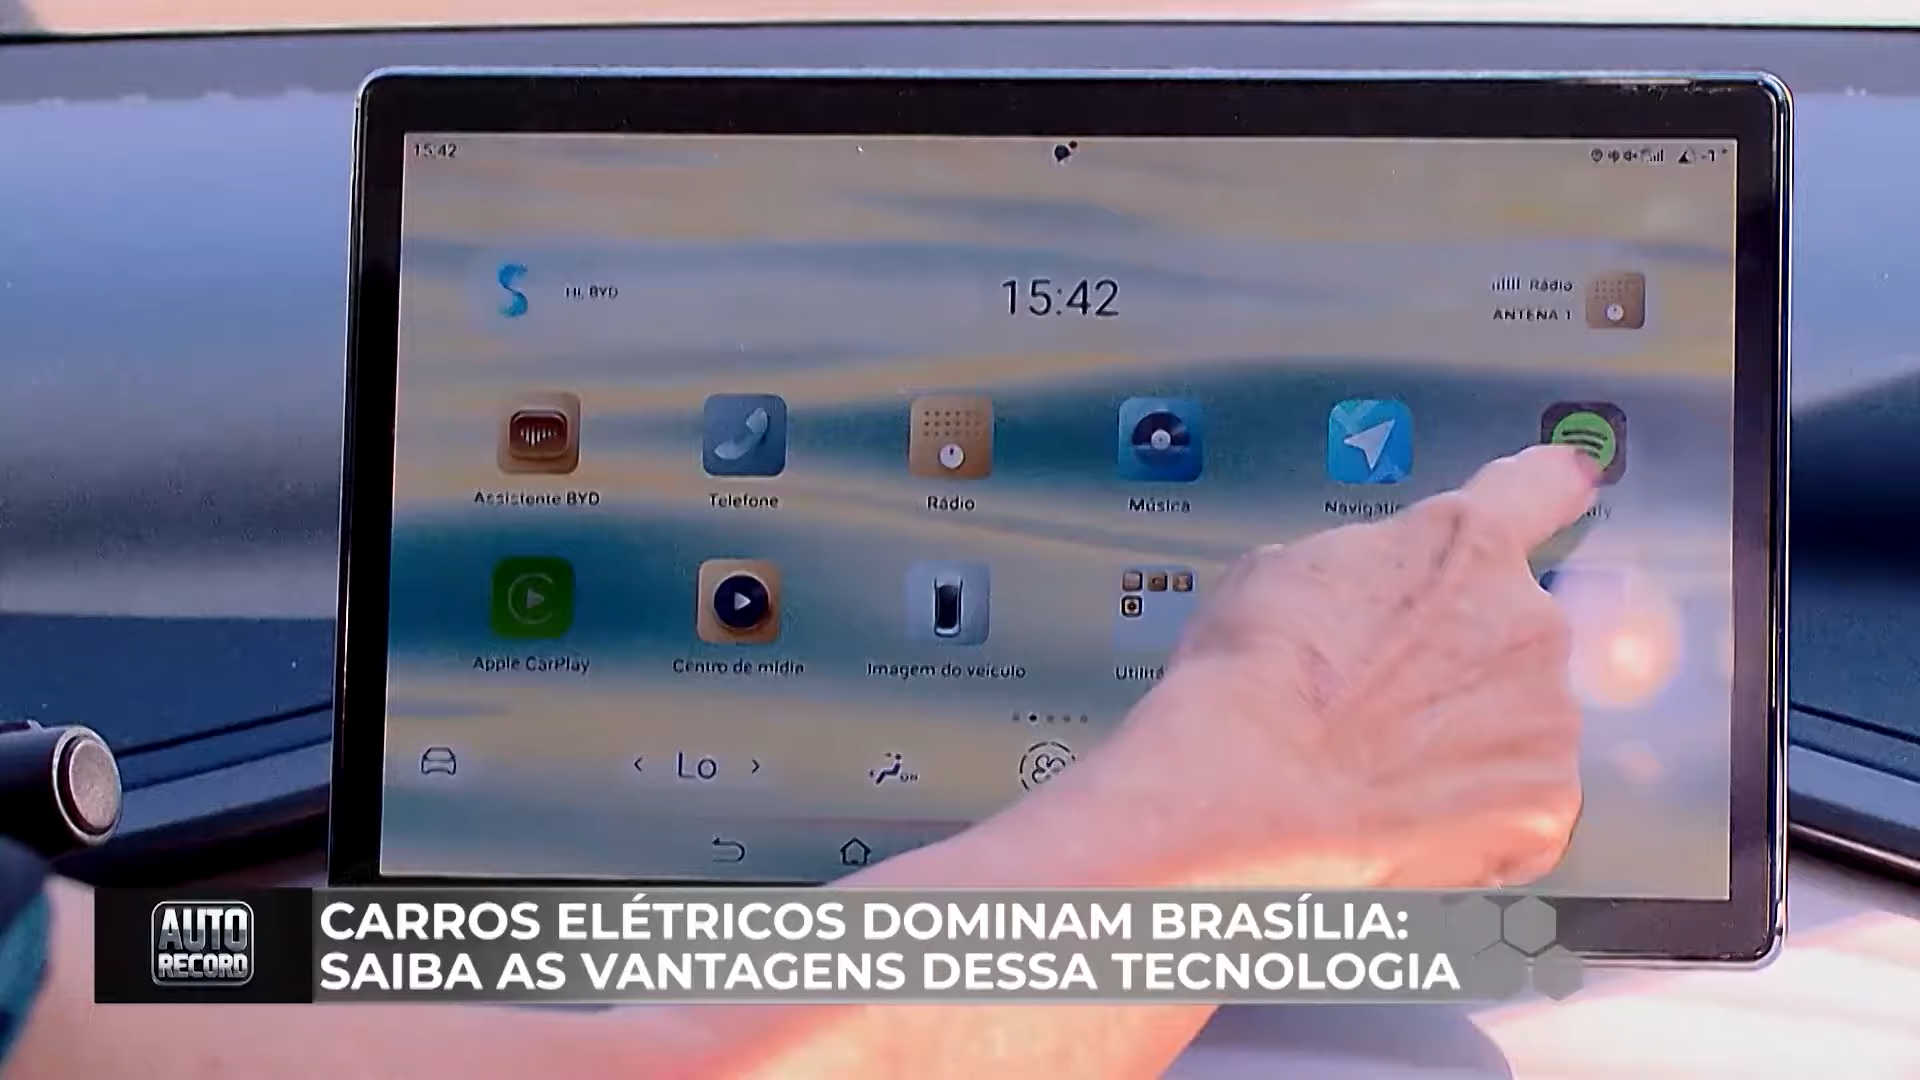 15:42
HI, BYD
15:42
Rádio
ANTENA 1
Assistente BYD
Telefone
Rádio
Música
Apple CarPlay
Centro de mídia
Imagem do veículo
Lo
ON
AUTO
RECORD
CARROS ELÉTRICOS DOMINAM BRASÍLIA:
SAIBA AS VANTAGENS DESSA TECNOLOGIA